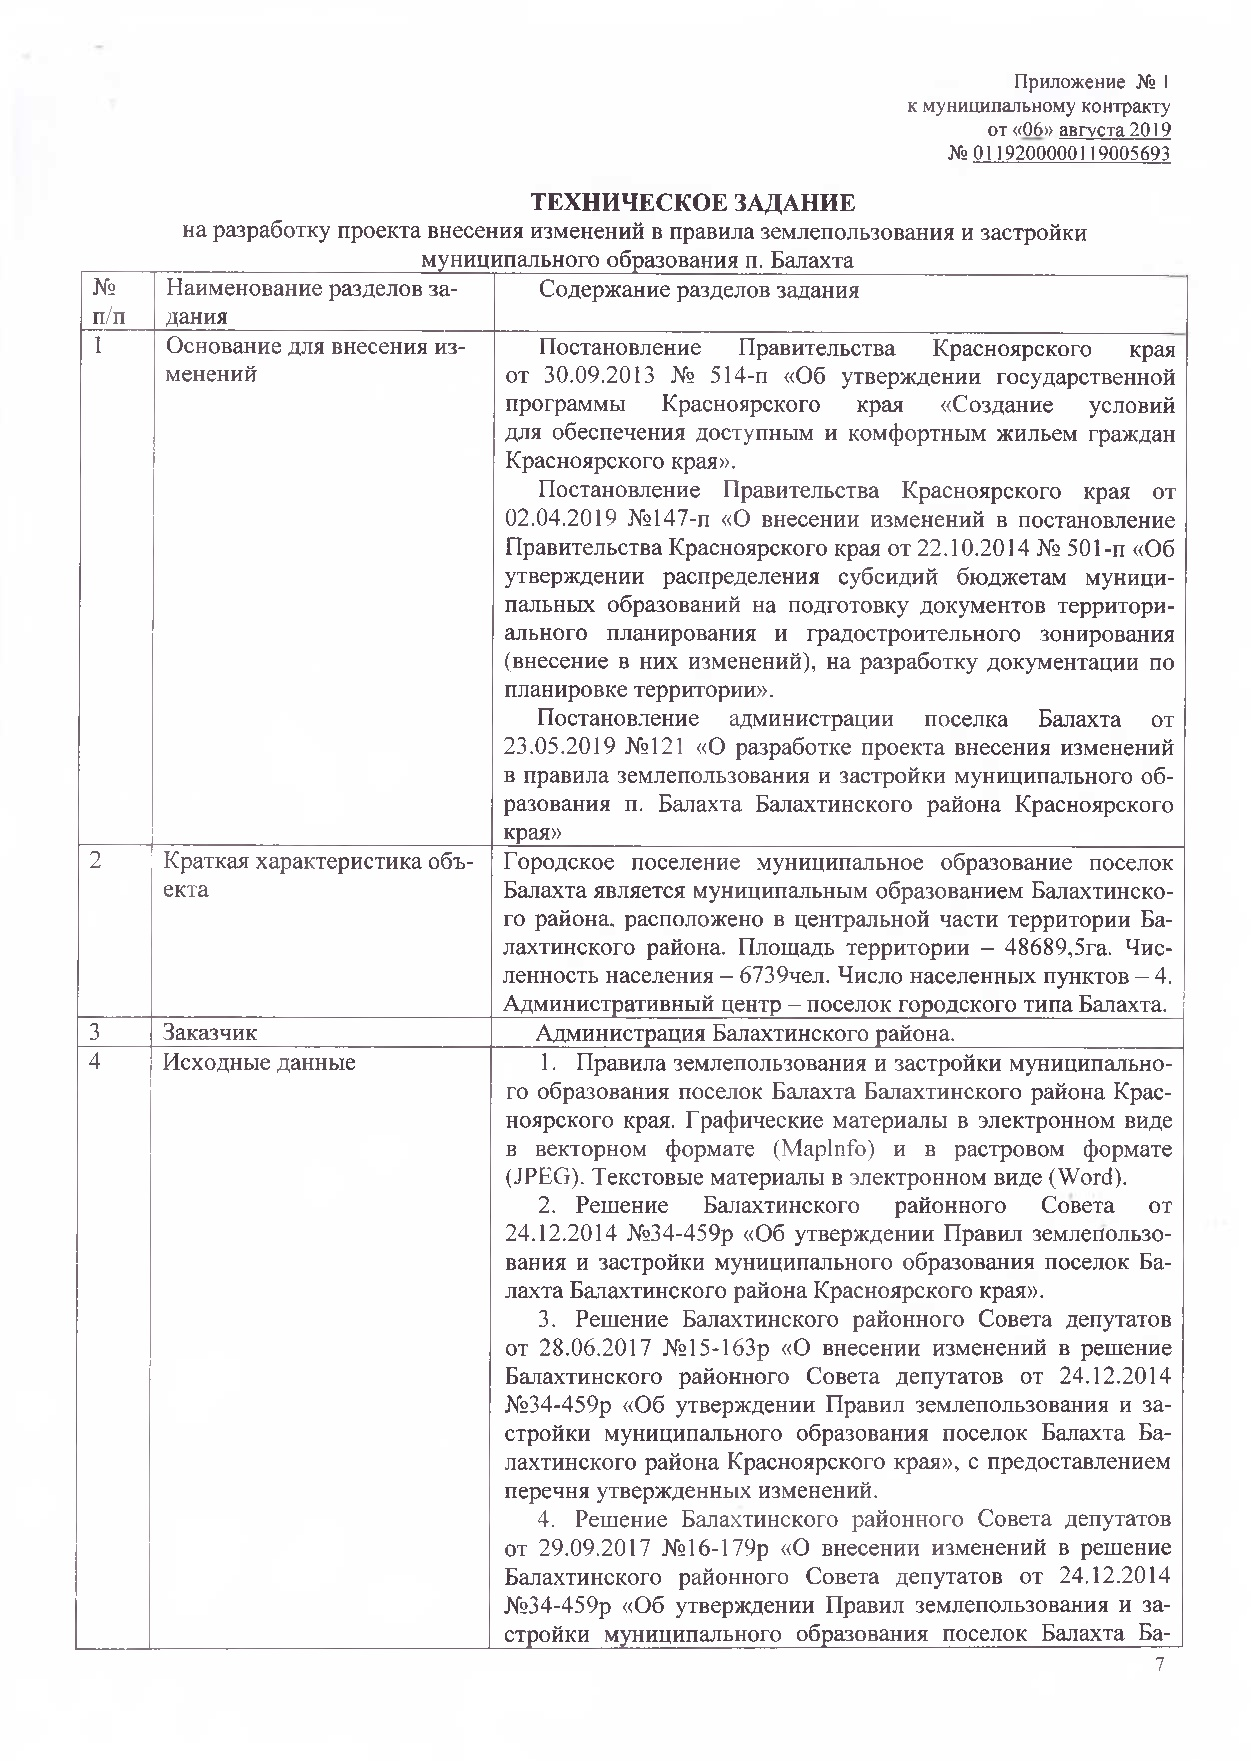 Приложение № 1
к муниципальному контракту
от «06» августа 2019
№ 0119200000119005693
ТЕХНИЧЕСКОЕ ЗАДАНИЕ
на разработку проекта внесения изменений в правила землепользования и застройки
муниципального образования п. Балахта
№
п/п
Наименование разделов за-
дания
Содержание разделов задания
1
Основание для внесения из-
менений
Постановление Правительства Красноярского края
от 30.09.2013 № 514-п «Об утверждении государственной
программы Красноярского края «Создание условий
для обеспечения доступным и комфортным жильем граждан
Красноярского края».
Постановление Правительства Красноярского края от
02.04.2019 №147-п «О внесении изменений в постановление
Правительства Красноярского края от 22.10.2014 № 501-п «Об
утверждении распределения субсидий бюджетам муници-
пальных образований на подготовку документов территори-
ального планирования и градостроительного зонирования
(внесение в них изменений), на разработку документации по
планировке территории».
Постановление администрации поселка Балахта от
23.05.2019 №121 «О разработке проекта внесения изменений
в правила землепользования и застройки муниципального об-
разования п. Балахта Балахтинского района Красноярского
края»
2
Краткая характеристика объ-
екта
Городское поселение муниципальное образование поселок
Балахта является муниципальным образованием Балахтинско-
го района, расположено в центральной части территории Ба-
лахтинского района. Площадь территории – 48689,5га. Чис-
ленность населения – 6739чел. Число населенных пунктов – 4.
Административный центр – поселок городского типа Балахта.
3
Заказчик
Администрация Балахтинского района.
4
Исходные данные
1. Правила землепользования и застройки муниципально-
го образования поселок Балахта Балахтинского района Крас-
ноярского края. Графические материалы в электронном виде
в векторном формате (MapInfo) и в растровом формате
(JPEG). Текстовые материалы в электронном виде (Word).
2. Решение Балахтинского районного Совета от
24.12.2014 №34-459р «Об утверждении Правил землепользо-
вания и застройки муниципального образования поселок Ба-
лахта Балахтинского района Красноярского края».
3. Решение Балахтинского районного Совета депутатов
от 28.06.2017 №15-163р «О внесении изменений в решение
Балахтинского районного Совета депутатов от 24.12.2014
№34-459р «Об утверждении Правил землепользования и за-
стройки муниципального образования поселок Балахта Ба-
лахтинского района Красноярского края», с предоставлением
перечня утвержденных изменений.
4. Решение Балахтинского районного Совета депутатов
от 29.09.2017 №16-179р «О внесении изменений в решение
Балахтинского районного Совета депутатов от 24.12.2014
№34-459р «Об утверждении Правил землепользования и за-
стройки муниципального образования поселок Балахта Ба-
7